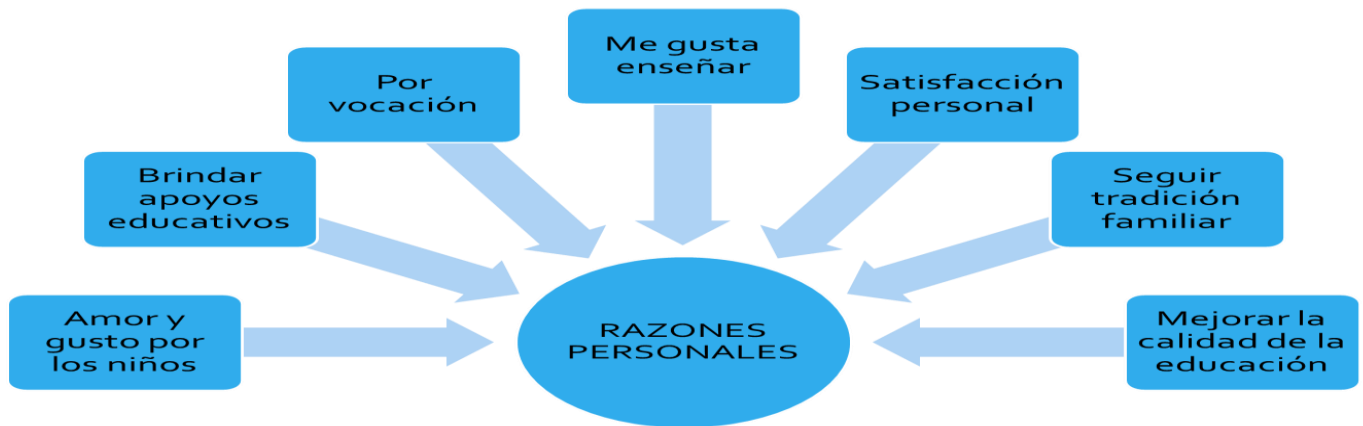 Me gusta
enseñar
Por
vocación
Satisfacción
personal
Brindar
apoyos
educativos
Seguir
tradición
familiar
Amor y
gusto por
los niños
RAZONES
PERSONALES
Mejorar la
calidad de la
educación